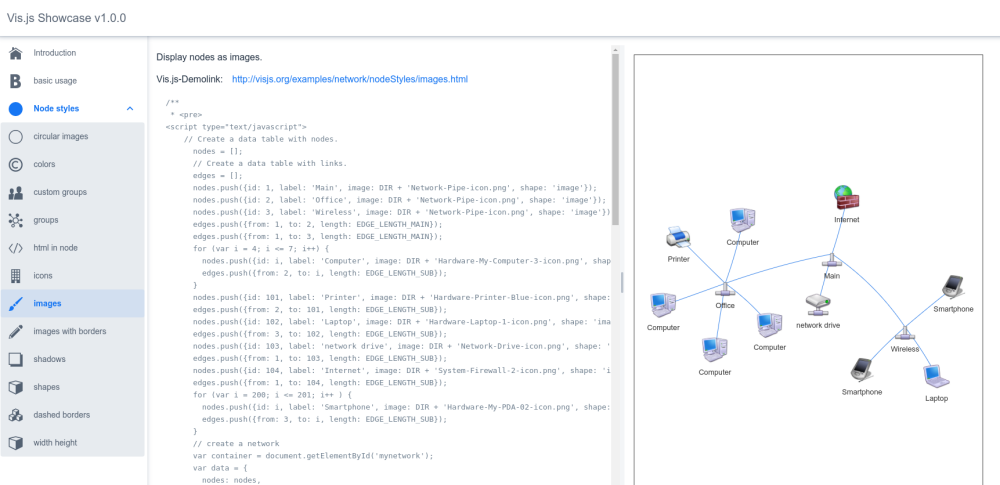 Vis.js Showcase v1.0.0
Introduction
basic usage
Node styles
circular images
colors
custom groups
groups
html in node
icons
images
images with borders
shadows
shapes
dashed borders
width height
Display nodes as images.
Vis.js-Demolink: http://visjs.org/examples/network/nodeStyles/images.html
/**
* <pre>
<script type="text/javascript">
// Create a data table with nodes.
nodes = [];
// Create a data table with links.
edges = [];
nodes.push({id: 1, label: 'Main', image: DIR + 'Network-Pipe-icon.png', shape: 'image'});
nodes.push({id: 2, label: 'Office', image: DIR + 'Network-Pipe-icon.png', shape: 'image'});
nodes.push({id: 3, label: 'Wireless', image: DIR + 'Network-Pipe-icon.png', shape: 'image'})
edges.push({from: 1, to: 2, length: EDGE_LENGTH_MAIN});
edges.push({from: 1, to: 3, length: EDGE_LENGTH_MAIN});
for (var i = 4; i <= 7; i++) {
nodes.push({id: i, label: 'Computer', image: DIR + 'Hardware-My-Computer-3-icon.png', shap
edges.push({from: 2, to: i, length: EDGE_LENGTH_SUB});
}
nodes.push({id: 101, label: 'Printer', image: DIR + 'Hardware-Printer-Blue-icon.png', shape:
edges.push({from: 2, to: 101, length: EDGE_LENGTH_SUB});
nodes.push({id: 102, label: 'Laptop', image: DIR + 'Hardware-Laptop-1-icon.png', shape: 'ima
edges.push({from: 3, to: 102, length: EDGE_LENGTH_SUB});
nodes.push({id: 103, label: 'network drive', image: DIR + 'Network-Drive-icon.png', shape: '
edges.push({from: 1, to: 103, length: EDGE_LENGTH_SUB});
nodes.push({id: 104, label: 'Internet', image: DIR + 'System-Firewall-2-icon.png', shape: 'i
edges.push({from: 1, to: 104, length: EDGE_LENGTH_SUB});
for (var i = 200; i <= 201; i++ ) {
nodes.push({id: i, label: 'Smartphone', image: DIR + 'Hardware-My-PDA-02-icon.png', shape:
edges.push({from: 3, to: i, length: EDGE_LENGTH_SUB});
}
// create a network
var container = document.getElementById('mynetwork');
var data = {
nodes: nodes,
Internet
Computer
Printer
Main
Office
Smartphone
Computer
network drive
Computer
Wireless
Computer
Smartphone
Laptop